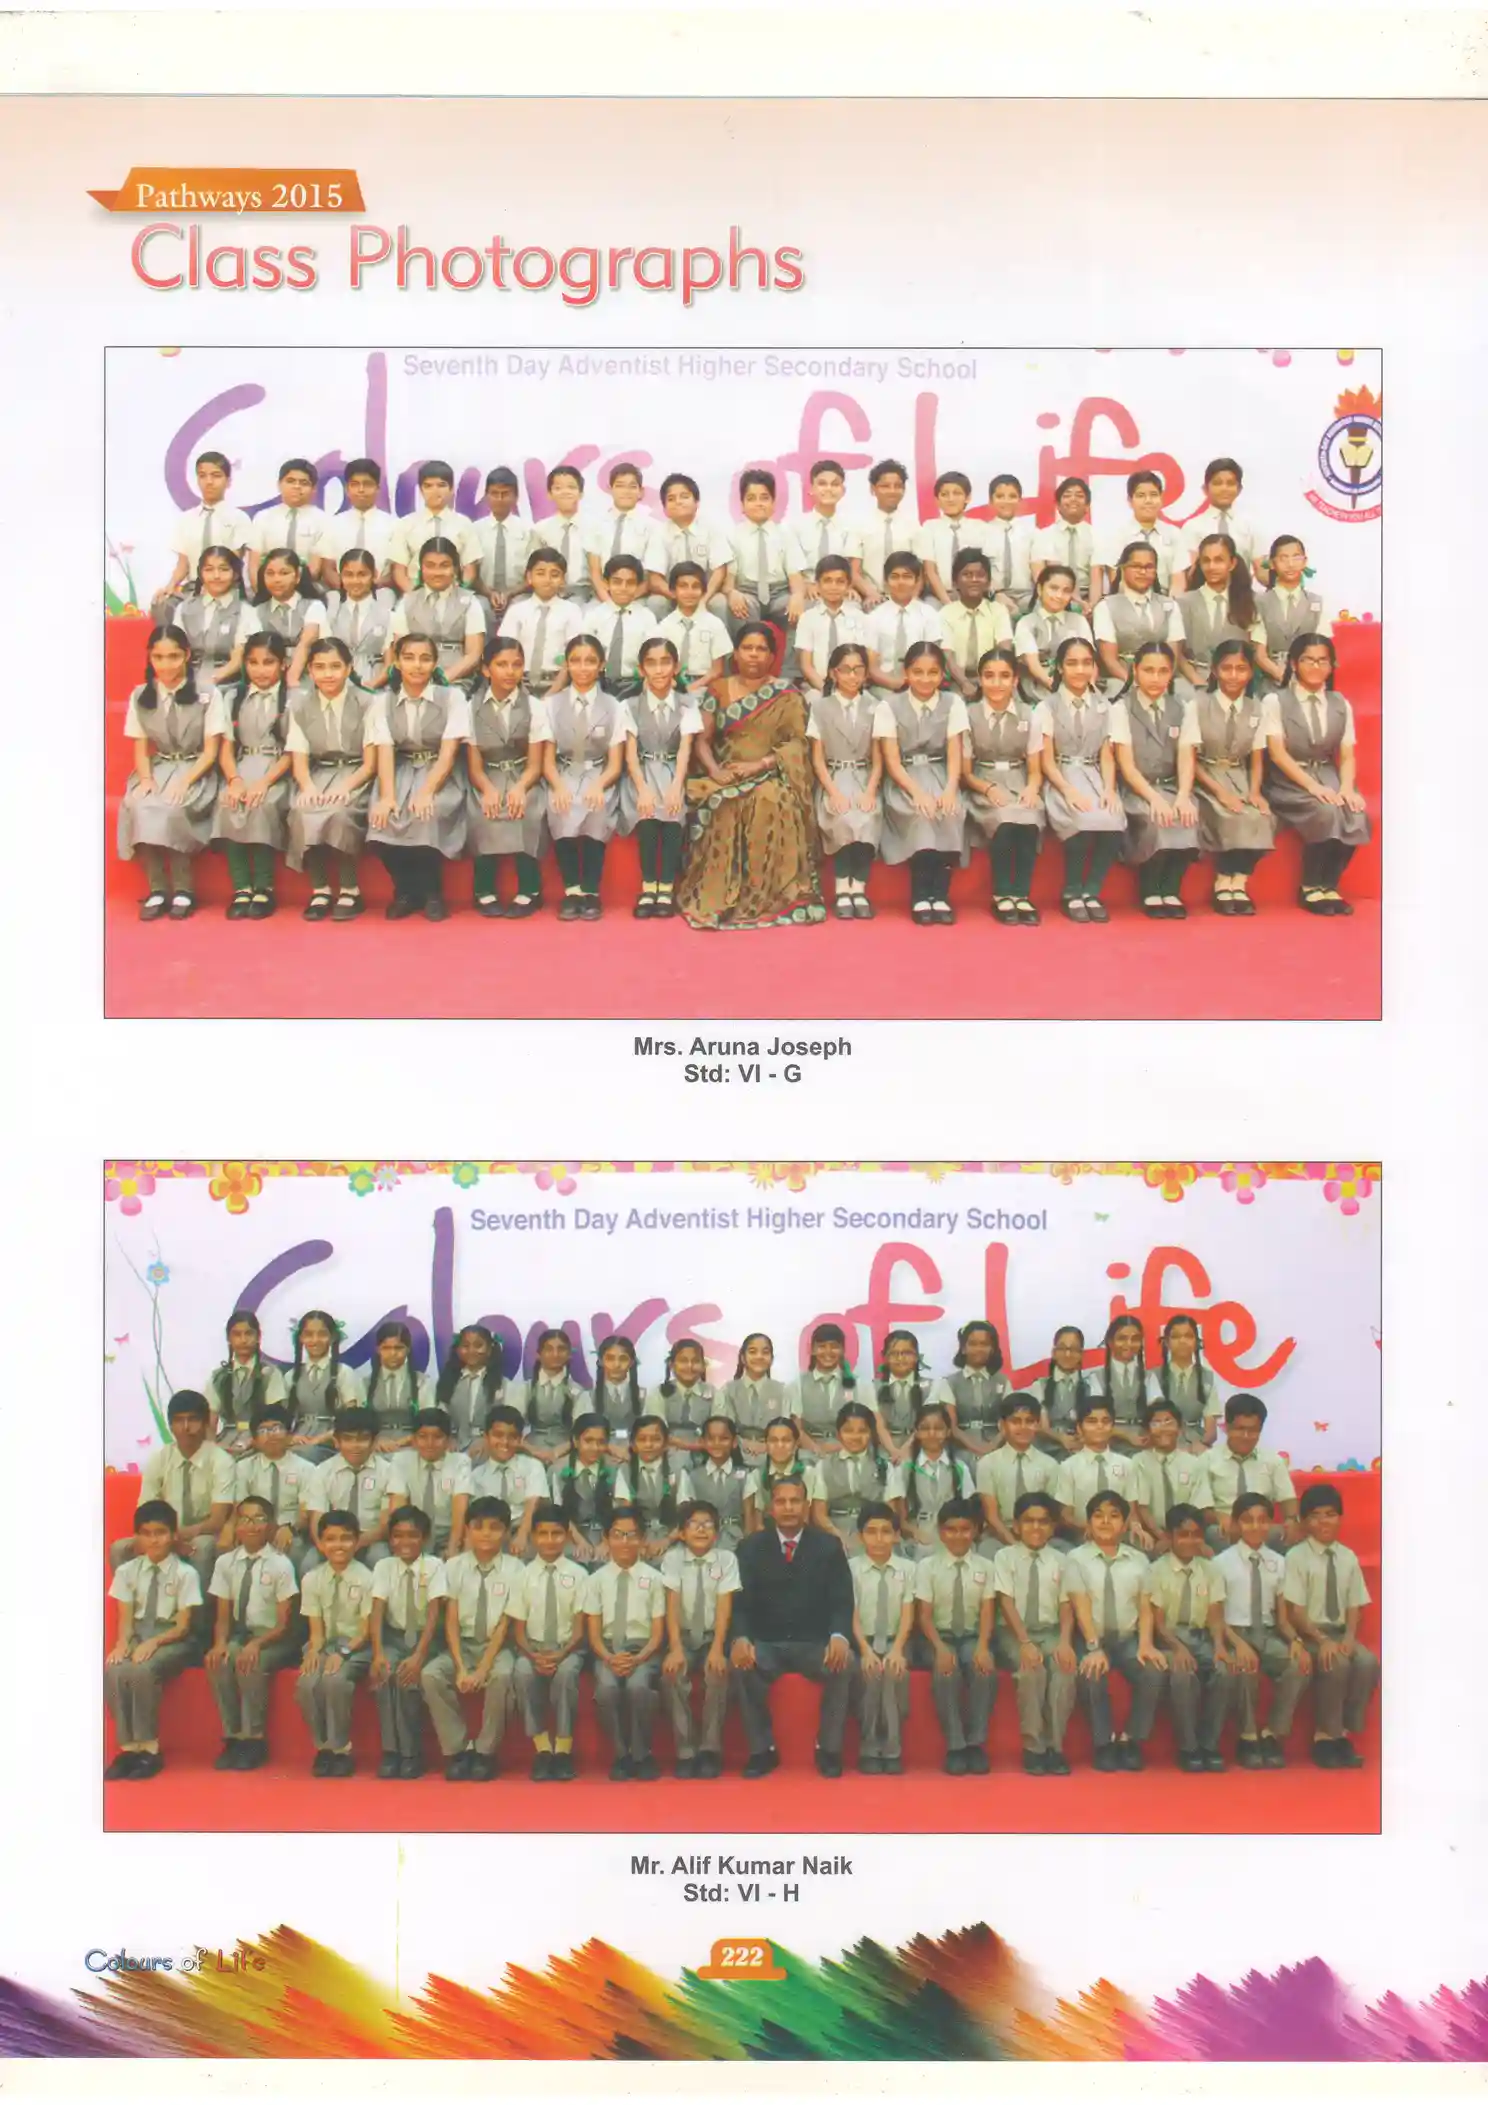 Pathways 2015
Class Photographs
Seventh Day Adventist Higher Secondary School
Colours of Life
Mrs. Aruna Joseph
Std: VI - G
Seventh Day Adventist Higher Secondary School
Colours of Life
Mr. Alif Kumar Naik
Std: VI - H
Colours of Life
222